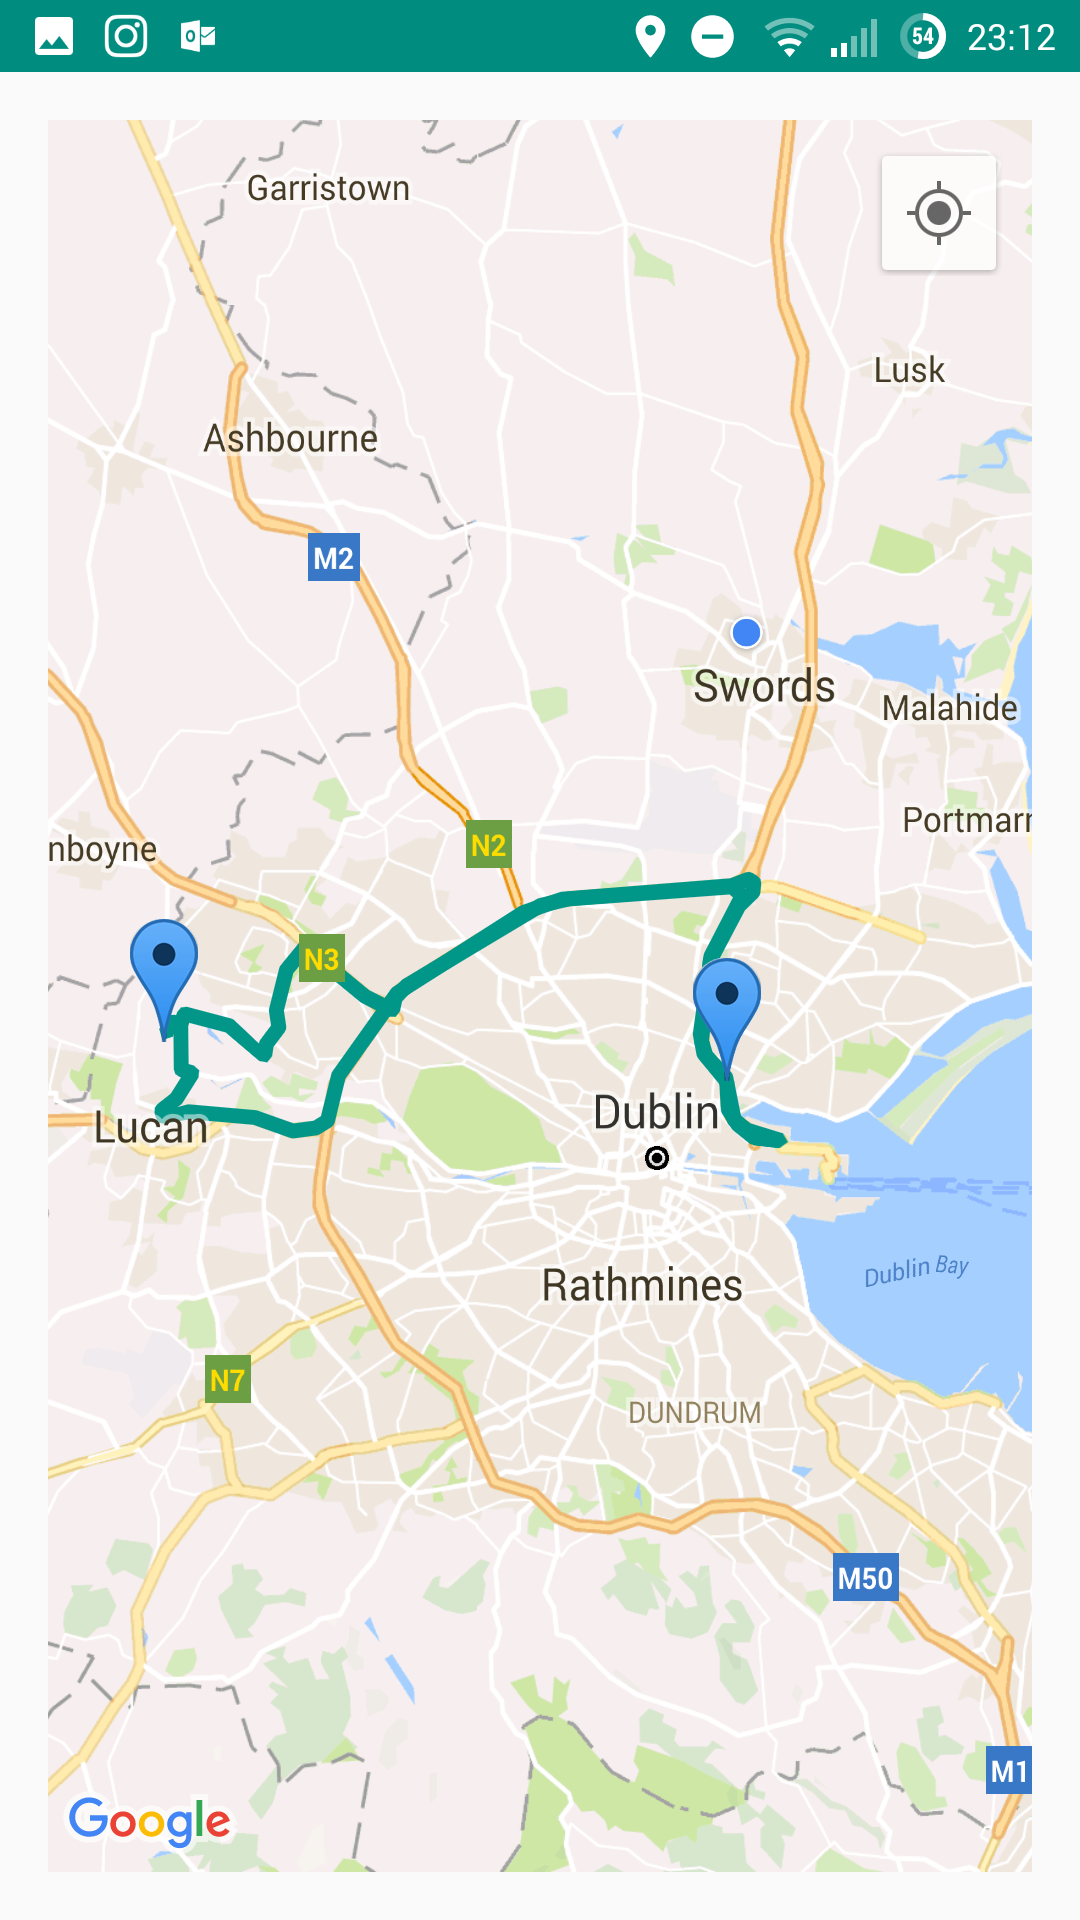 54 23:12
Garristown
Lusk
Ashbourne
M2
Swords
Malahide
Portmarn
N2
nboyne
N3
Dublin
Lucan
Dublin Bay
Rathmines
N7
DUNDRUM
M50
M1
Google